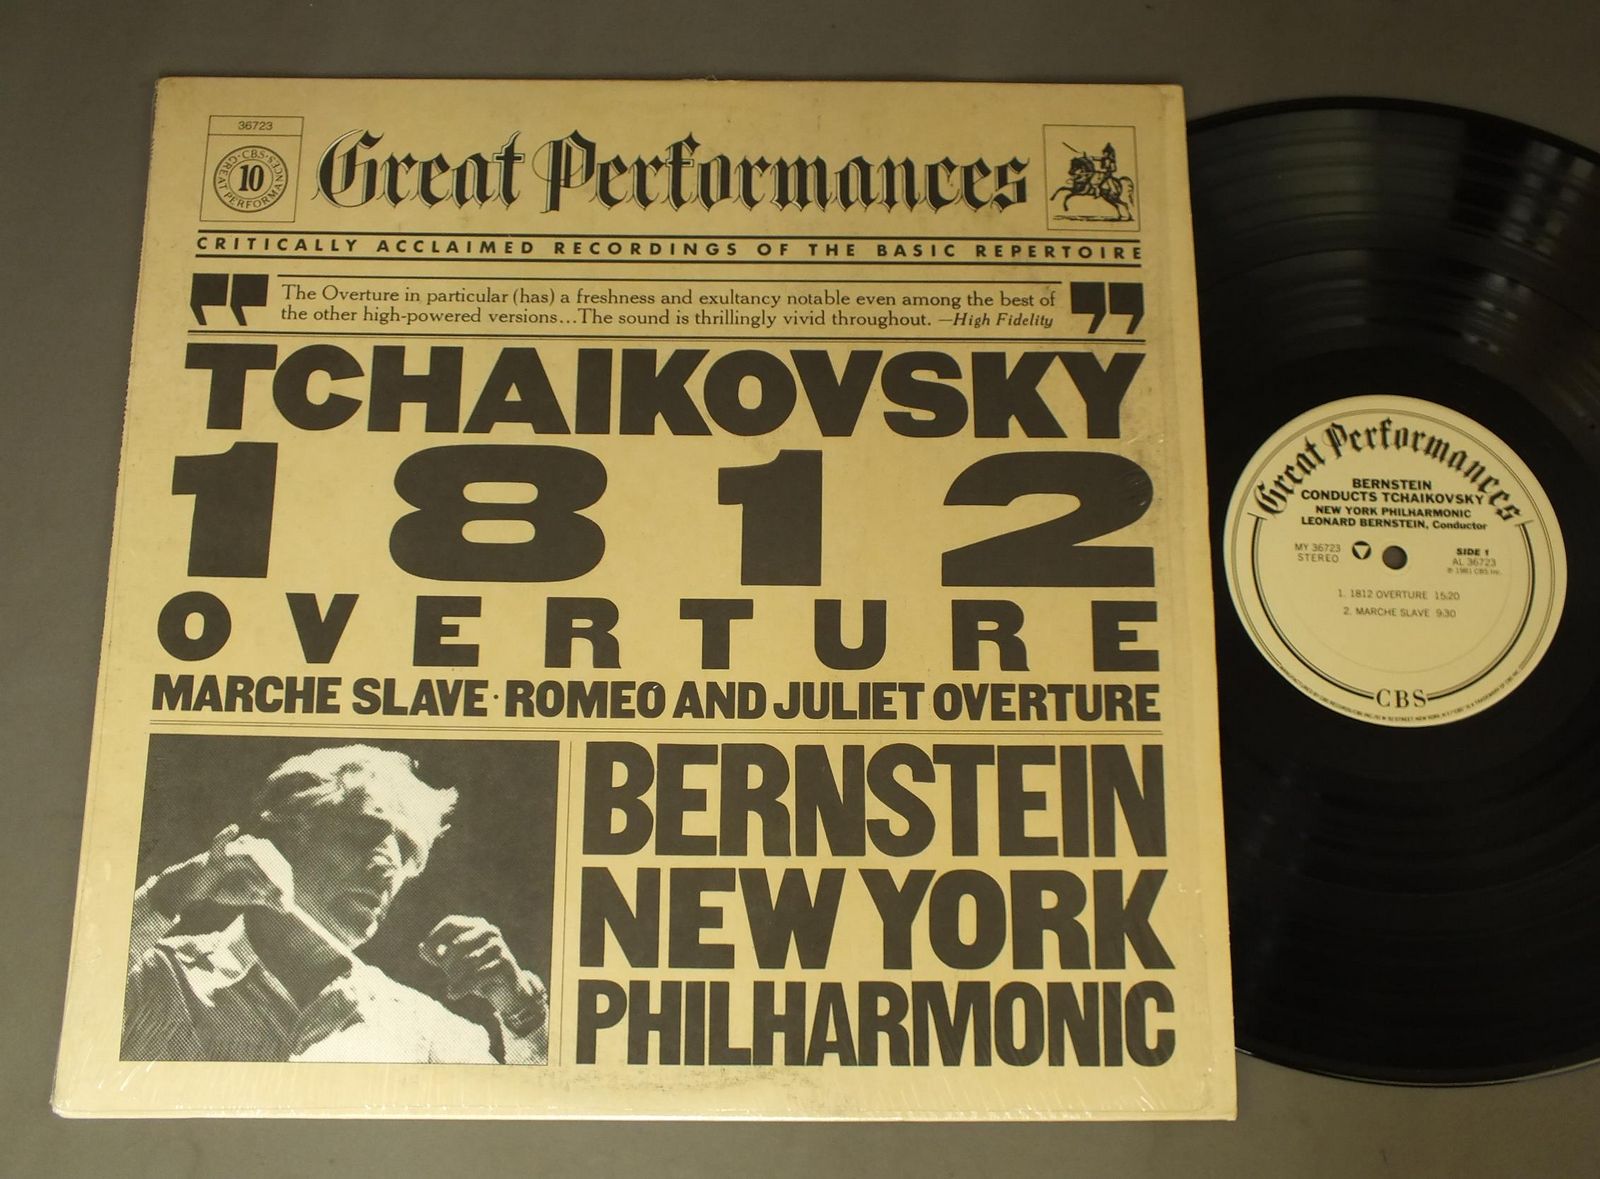 36723
·CBS·
10
GREAT PERFORMANCES
Great Performances
CRITICALLY ACCLAIMED RECORDINGS OF THE BASIC REPERTOIRE
“ The Overture in particular (has) a freshness and exultancy notable even among the best of
the other high-powered versions...The sound is thrillingly vivid throughout. —High Fidelity ”
TCHAIKOVSKY
1812
OVERTURE
MARCHE SLAVE·ROMEO AND JULIET OVERTURE
BERNSTEIN
NEW YORK
PHILHARMONIC
Great Performances
BERNSTEIN
CONDUCTS TCHAIKOVSKY
NEW YORK PHILHARMONIC
LEONARD BERNSTEIN, Conductor
MY 36723
STEREO
SIDE 1
AL 36723
℗ 1981 CBS Inc.
1. 1812 OVERTURE 15:20
2. MARCHE SLAVE 9:30
CBS